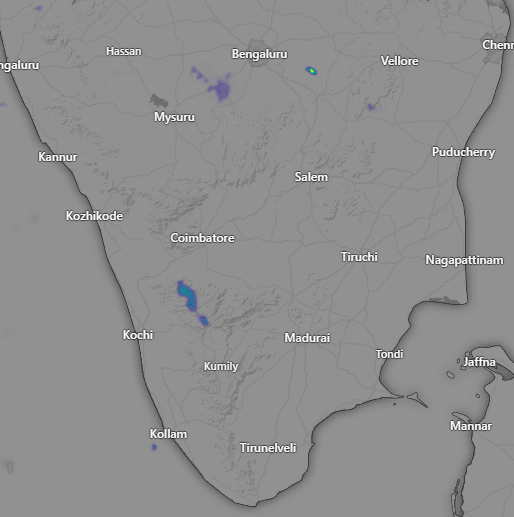 Hassan
Bengaluru
Chenn
ngaluru
Vellore
Mysuru
Kannur
Puducherry
Salem
Kozhikode
Coimbatore
Tiruchi
Nagapattinam
Kochi
Madurai
Tondi
Jaffna
Kumily
Mannar
Kollam
Tirunelveli